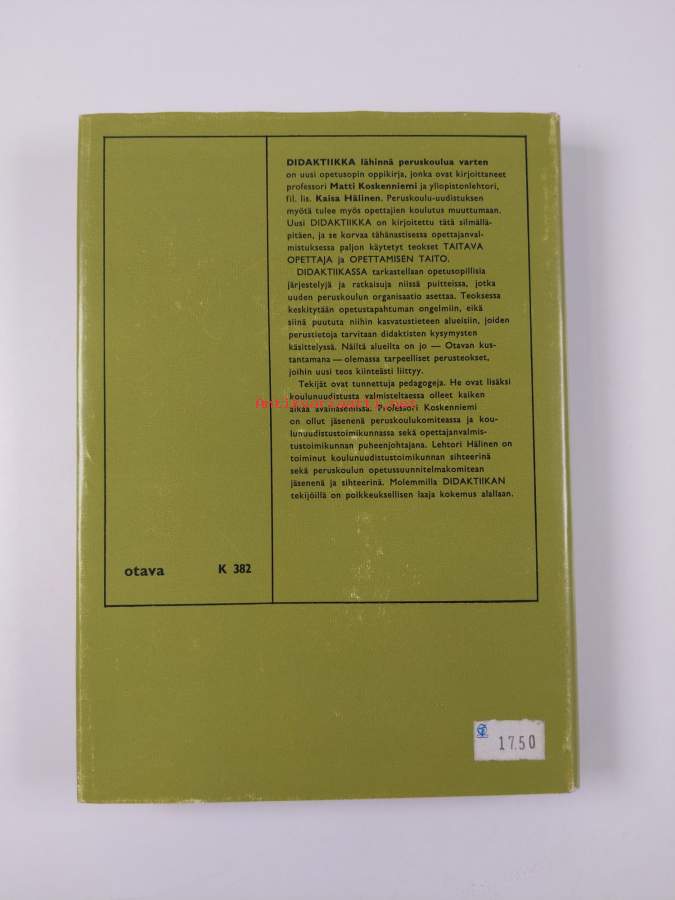 DIDAKTIIKKA lähinnä peruskoulua varten
on uusi opetusopin oppikirja, jonka ovat kirjoittaneet
professori Matti Koskenniemi ja yliopistonlehtori,
fil. lis. Kaisa Hälinen. Peruskoulu-uudistuksen
myötä tulee myös opettajien koulutus muuttumaan.
Uusi DIDAKTIIKKA on kirjoitettu tätä silmällä-
pitäen, ja se korvaa tähänastisessa opettajanval-
mistuksessa paljon käytetyt teokset TAITAVA
OPETTAJA ja OPETTAMISEN TAITO.
DIDAKTIIKASSA tarkastellaan opetusopillisia
järjestelyjä ja ratkaisuja niissä puitteissa, jotka
uuden peruskoulun organisaatio asettaa. Teoksessa
keskitytään opetustapahtuman ongelmiin, eikä
siinä puututa niihin kasvatustieteen alueisiin, joiden
perustietoja tarvitaan didaktisten kysymysten
käsittelyssä. Näiltä alueilta on jo — Otavan kus-
tantamana — olemassa tarpeelliset perusteokset,
joihin uusi teos kiinteästi liittyy.
Tekijät ovat tunnettuja pedagogeja. He ovat lisäksi
koulunuudistusta valmisteltaessa olleet kaiken
Antikvariaatti.net
aikaa avainasemissa. Professori Koskenniemi
on ollut jäsenenä peruskoulukomiteassa ja kou-
lunuudistustoimikunnassa sekä opettajanvalmis-
tustoimikunnan puheenjohtajana. Lehtori Hälinen on
toiminut koulunuudistustoimikunnan sihteerinä
sekä peruskoulun opetussuunnitelmakomitean
jäsenenä ja sihteerinä. Molemmilla DIDAKTIIKAN
tekijöillä on poikkeuksellisen laaja kokemus alallaan.
otava K 382
17.50